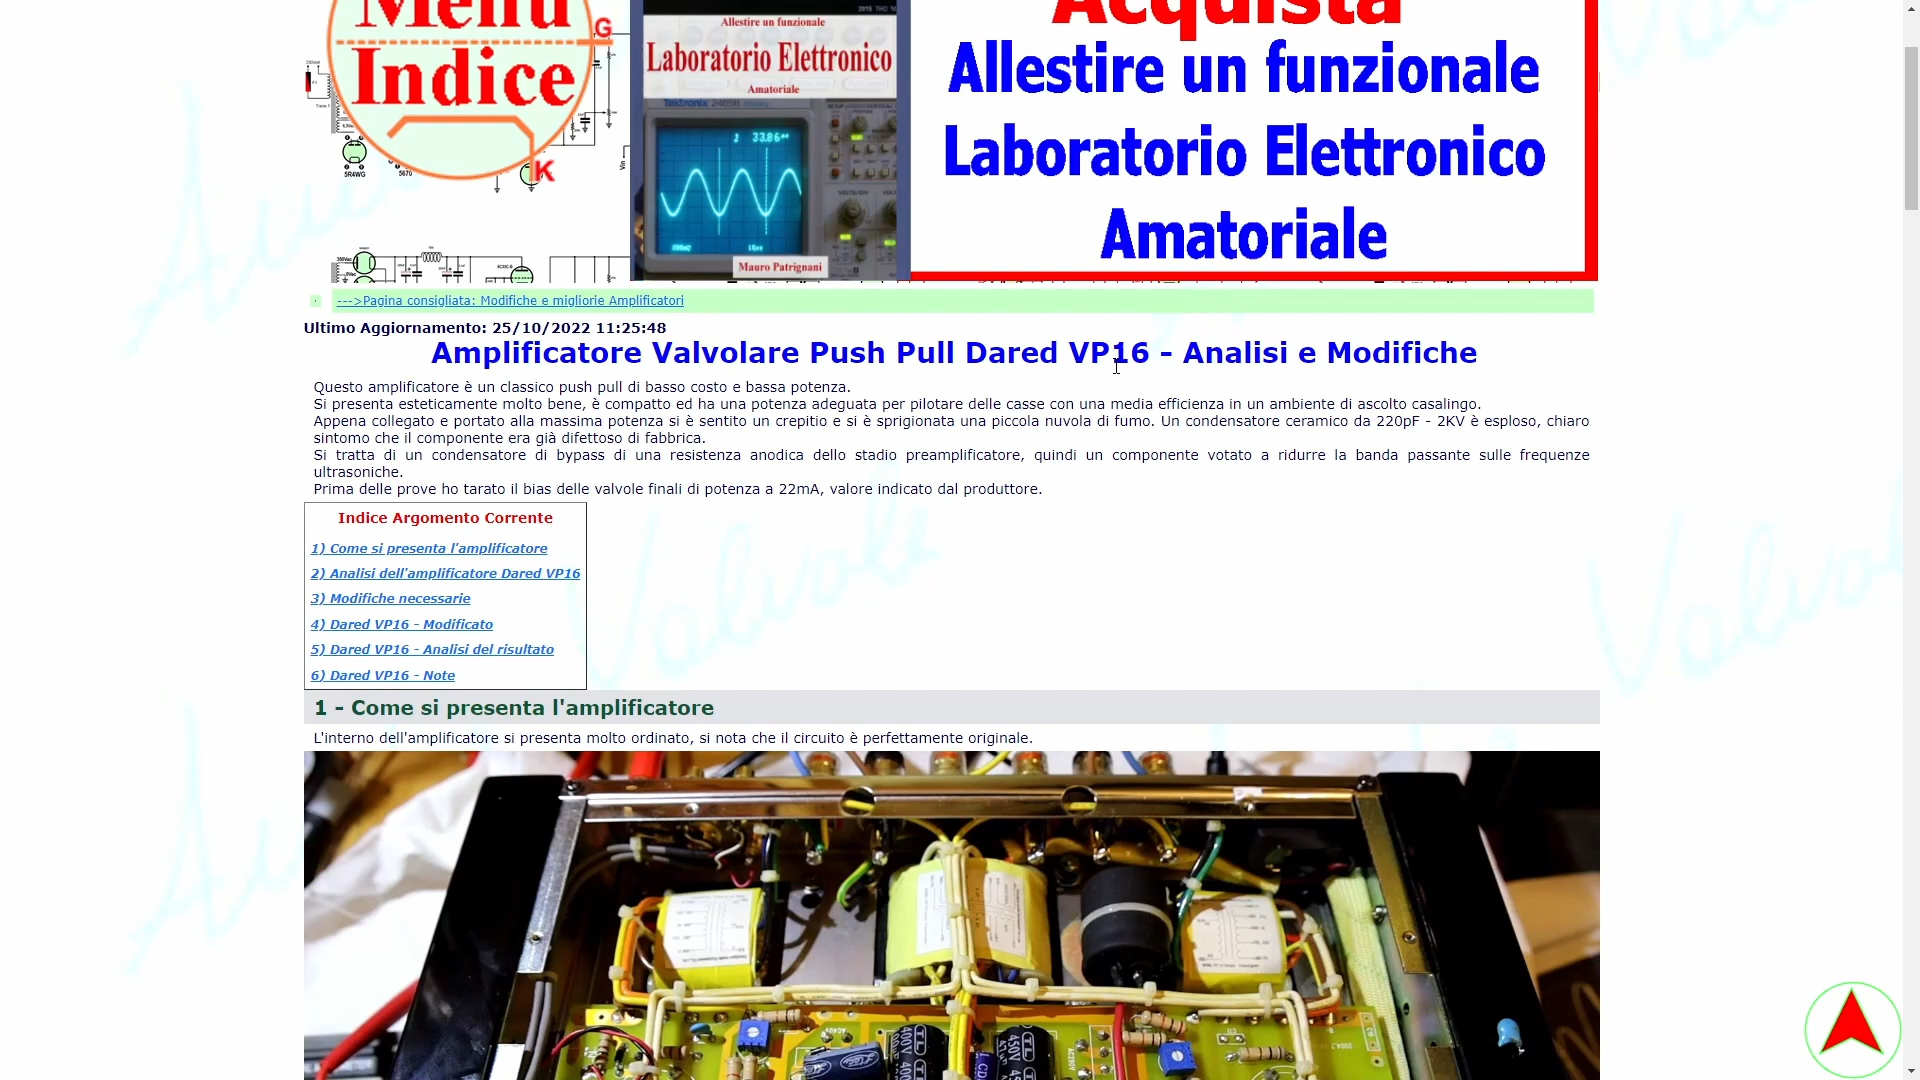 Menu
Indice
G
K
5R4WG
5670
Allestire un funzionale
Laboratorio Elettronico
Amatoriale
Tektronix 2465B
33.86
Mauro Patrignani
Acquista
Allestire un funzionale
Laboratorio Elettronico
Amatoriale
--->Pagina consigliata: Modifiche e migliorie Amplificatori
Ultimo Aggiornamento: 25/10/2022 11:25:48
Amplificatore Valvolare Push Pull Dared VP16 - Analisi e Modifiche
Questo amplificatore è un classico push pull di basso costo e bassa potenza.
Si presenta esteticamente molto bene, è compatto ed ha una potenza adeguata per pilotare delle casse con una media efficienza in un ambiente di ascolto casalingo.
Appena collegato e portato alla massima potenza si è sentito un crepitio e si è sprigionata una piccola nuvola di fumo. Un condensatore ceramico da 220pF - 2KV è esploso, chiaro
sintomo che il componente era già difettoso di fabbrica.
Si tratta di un condensatore di bypass di una resistenza anodica dello stadio preamplificatore, quindi un componente votato a ridurre la banda passante sulle frequenze
ultrasoniche.
Prima delle prove ho tarato il bias delle valvole finali di potenza a 22mA, valore indicato dal produttore.
Indice Argomento Corrente
1) Come si presenta l'amplificatore
2) Analisi dell'amplificatore Dared VP16
3) Modifiche necessarie
4) Dared VP16 - Modificato
5) Dared VP16 - Analisi del risultato
6) Dared VP16 - Note
1 - Come si presenta l'amplificatore
L'interno dell'amplificatore si presenta molto ordinato, si nota che il circuito è perfettamente originale.